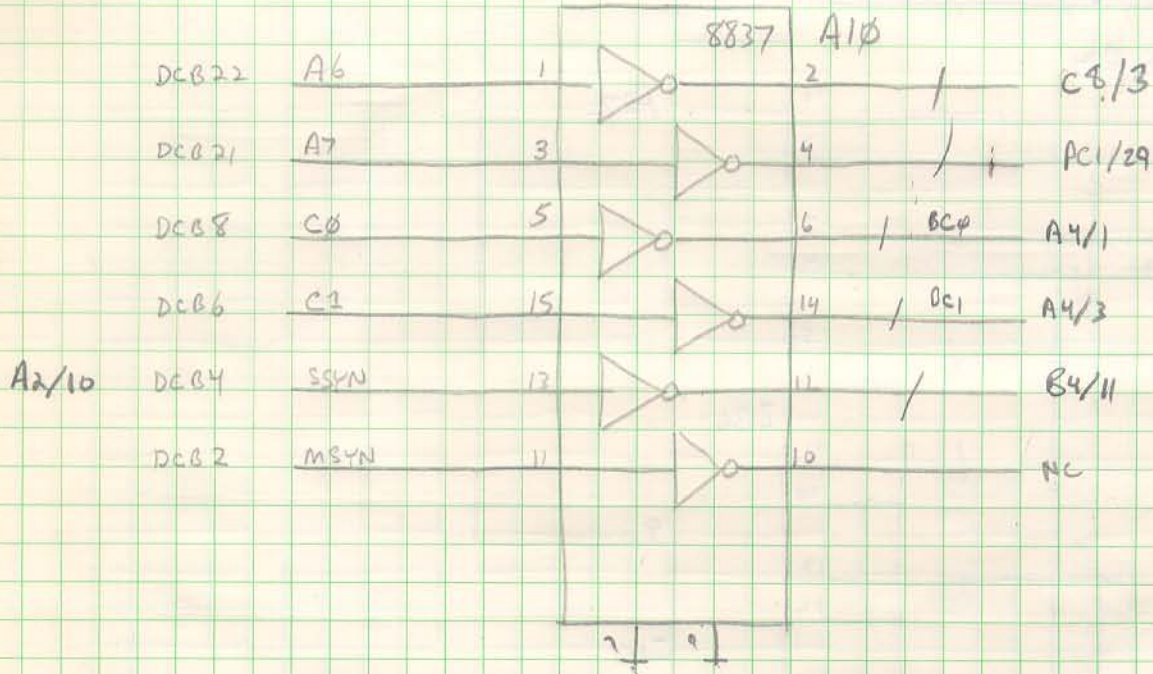 8837 A1Ø
DCB22 A6 1 2 C8/3
DCB21 A7 3 4 PC1/29
DCB8 CØ 5 6 BCØ A4/1
DCB6 C1 15 14 A4/3
A2/10 DCB4 SSYN 13 12 B4/11
DCB2 MSYN 11 10 NC